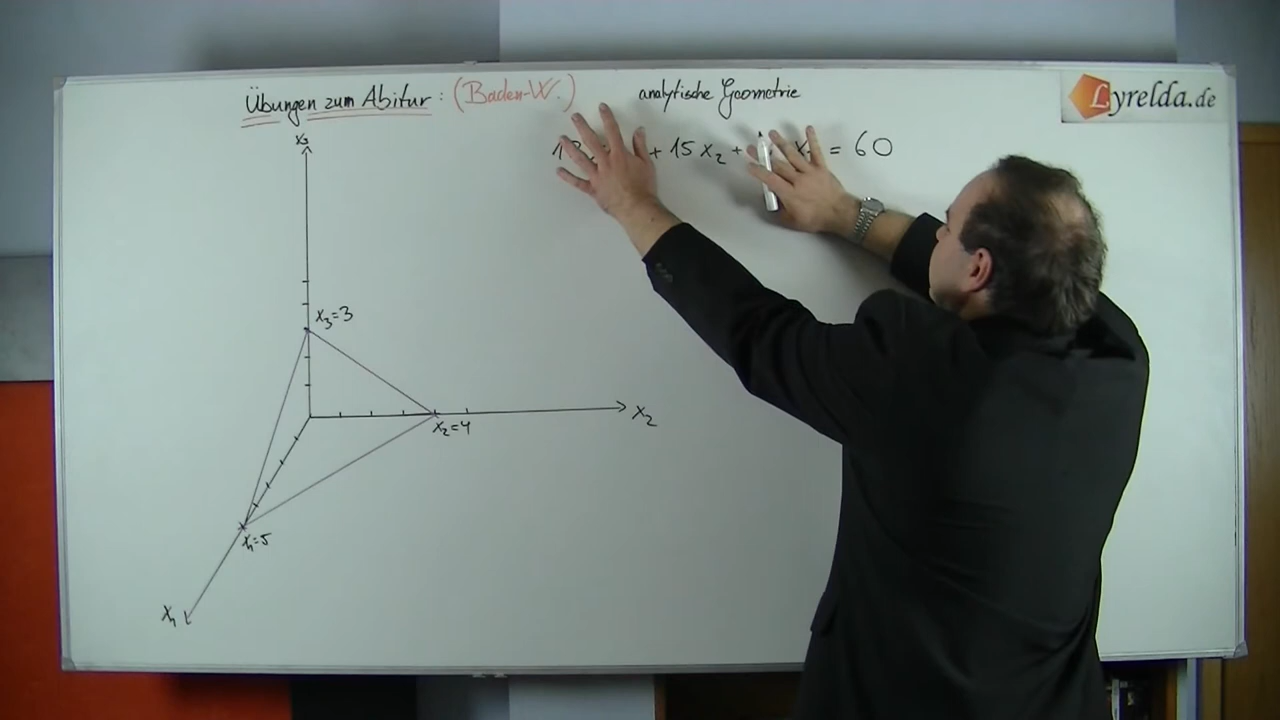 Übungen zum Abitur : (Baden-W.) analytische Geometrie
Lyrelda.de
+ 15 x₂ + = 60
x₃
x₃=3
x₂
x₂=4
x₁=5
x₁